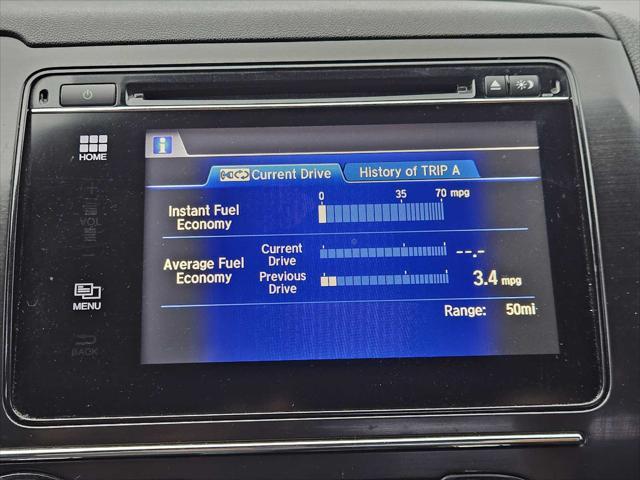 HOME
VOL
MENU
BACK
i
Current Drive
History of TRIP A
0 35 70 mpg
Instant Fuel
Economy
Average Fuel
Economy
Current
Drive
--.-
Previous
Drive
3.4 mpg
Range: 50mi